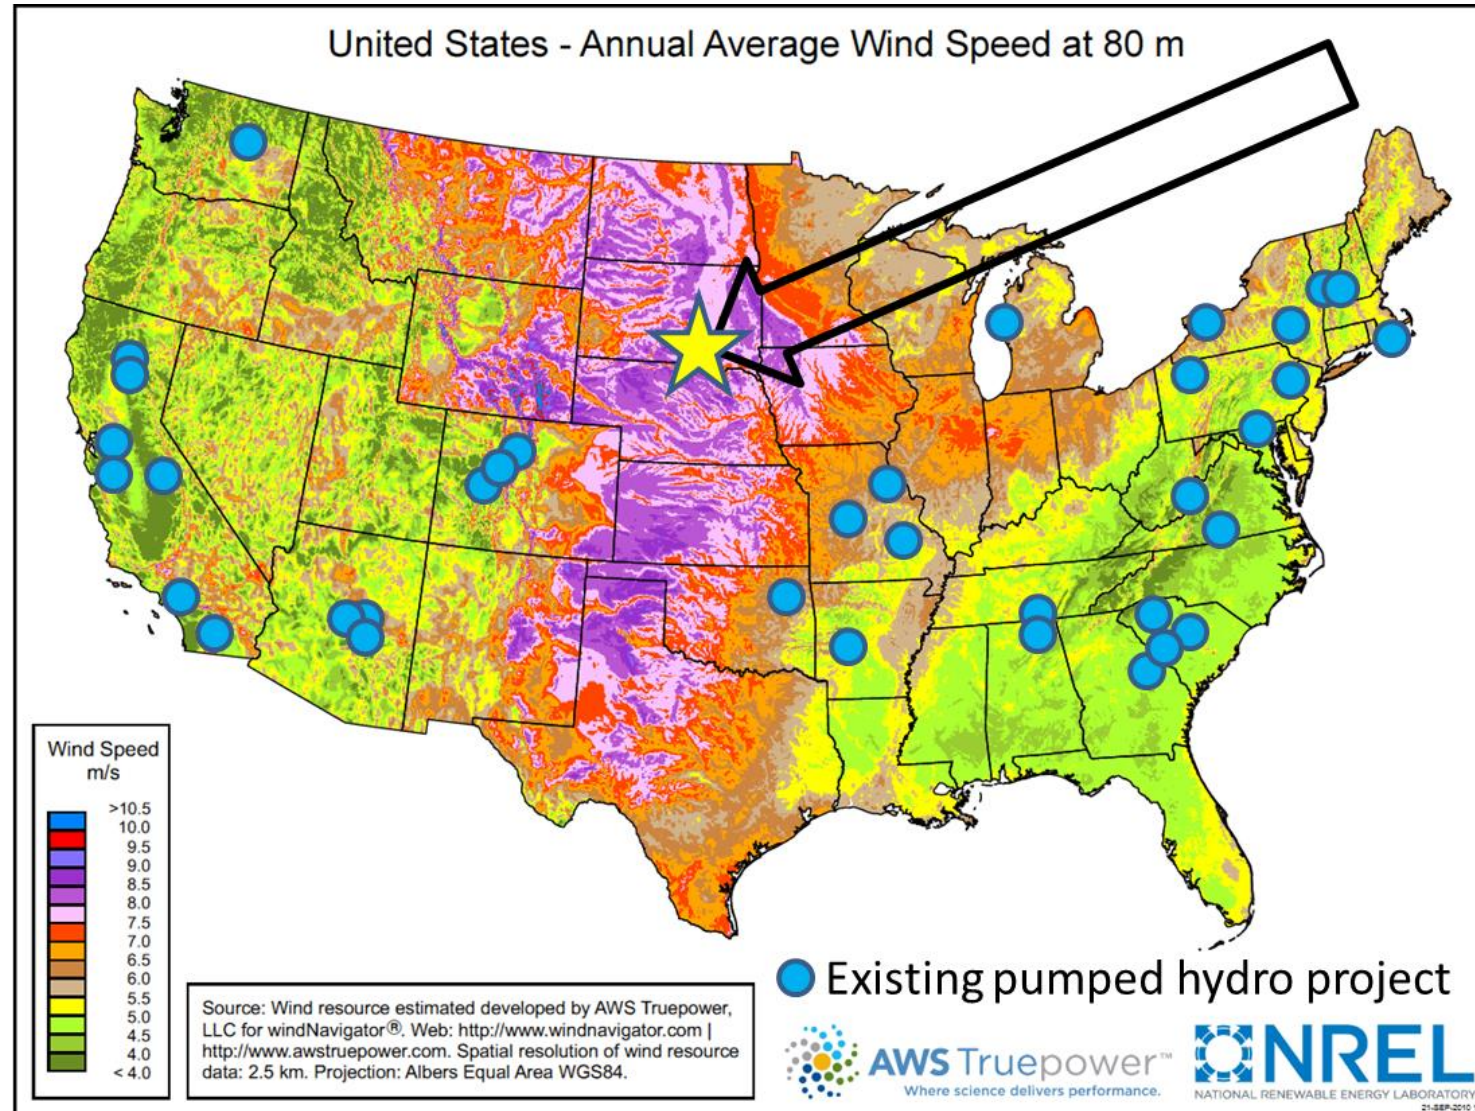 United States - Annual Average Wind Speed at 80 m
Wind Speed
m/s
>10.5
10.0
9.5
9.0
8.5
8.0
7.5
7.0
6.5
6.0
5.5
5.0
4.5
4.0
< 4.0
Source: Wind resource estimated developed by AWS Truepower,
LLC for windNavigator®. Web: http://www.windnavigator.com |
http://www.awstruepower.com. Spatial resolution of wind resource
data: 2.5 km. Projection: Albers Equal Area WGS84.
Existing pumped hydro project
AWS Truepower™
Where science delivers performance.
NREL
NATIONAL RENEWABLE ENERGY LABORATORY